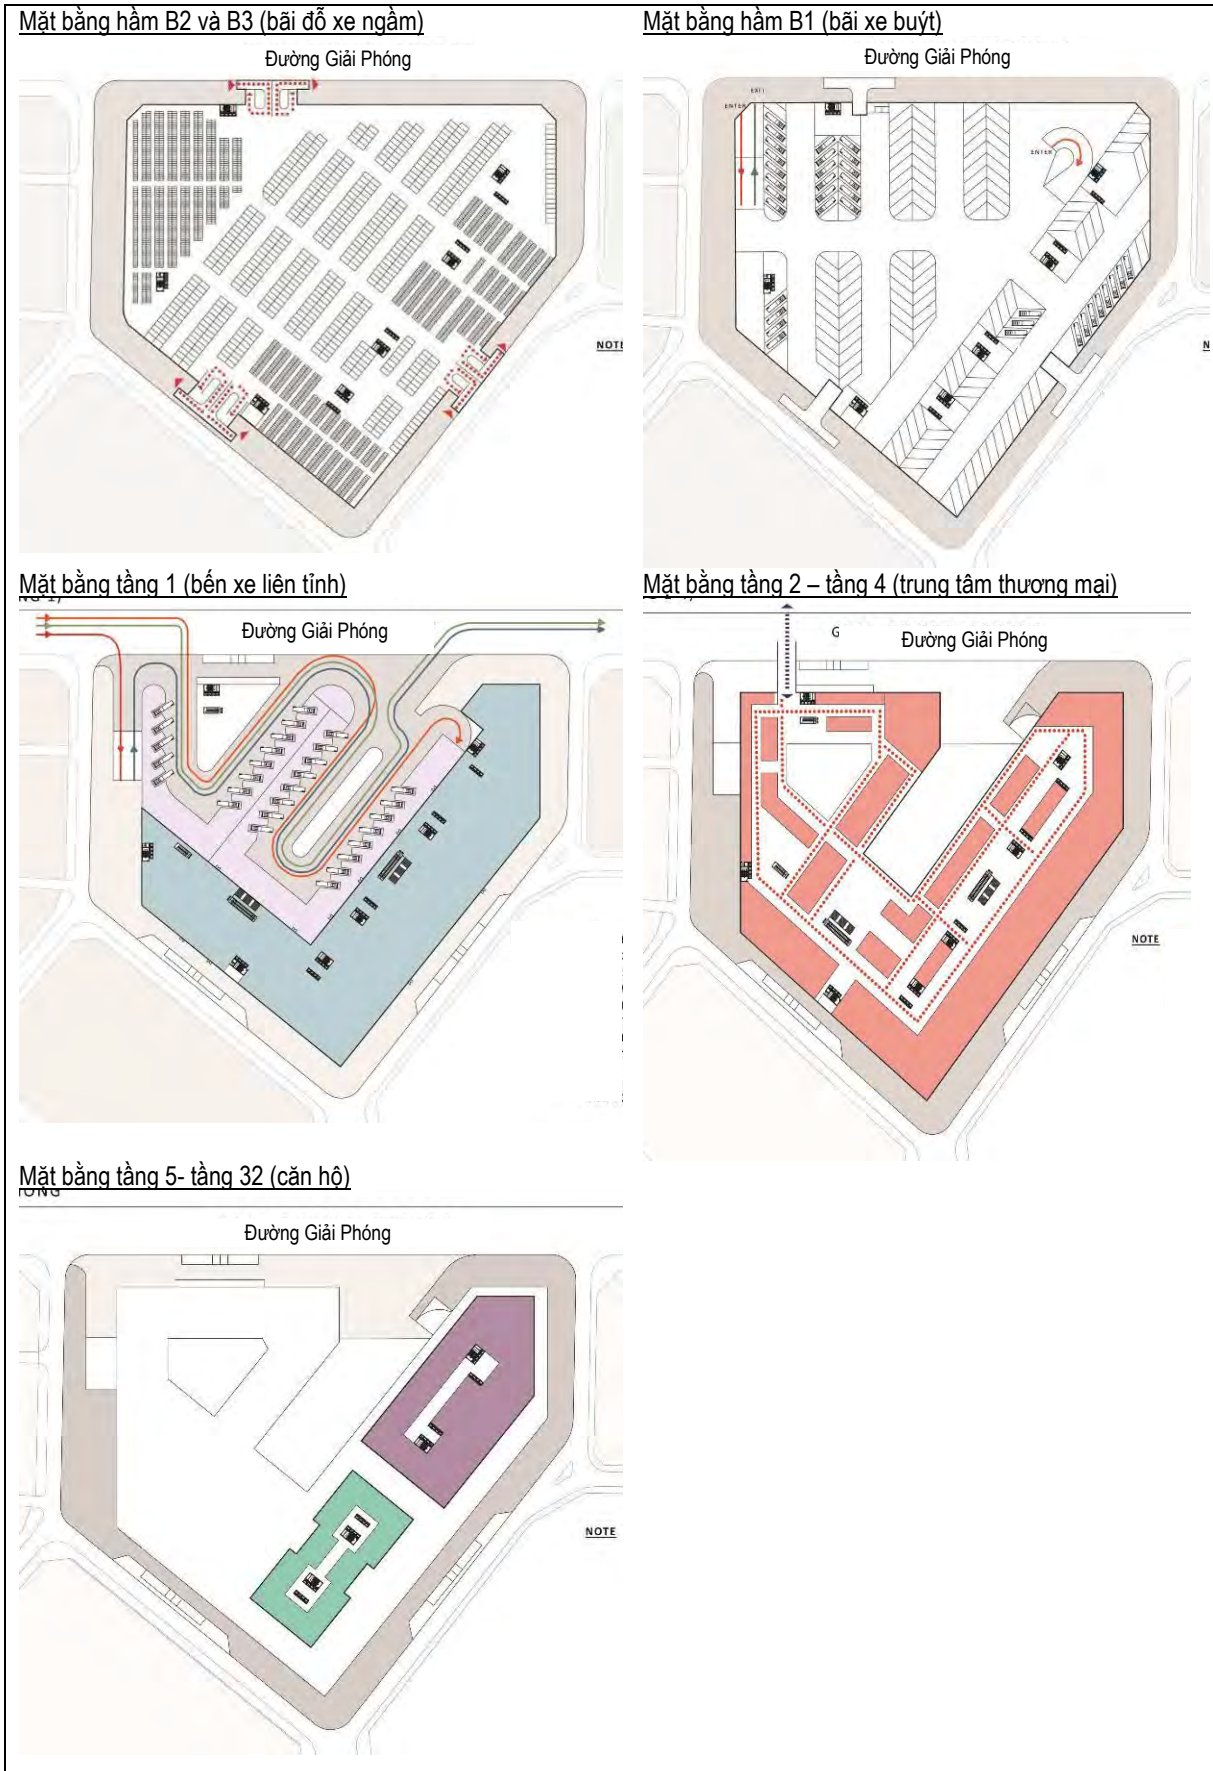 Mặt bằng hầm B2 và B3 (bãi đỗ xe ngầm)
Đường Giải Phóng
NOTE
Mặt bằng hầm B1 (bãi xe buýt)
Đường Giải Phóng
EXIT
ENTER
ENTER
N
Mặt bằng tầng 1 (bến xe liên tỉnh)
Đường Giải Phóng
Mặt bằng tầng 2 – tầng 4 (trung tâm thương mại)
G
Đường Giải Phóng
NOTE
Mặt bằng tầng 5- tầng 32 (căn hộ)
Đường Giải Phóng
NOTE